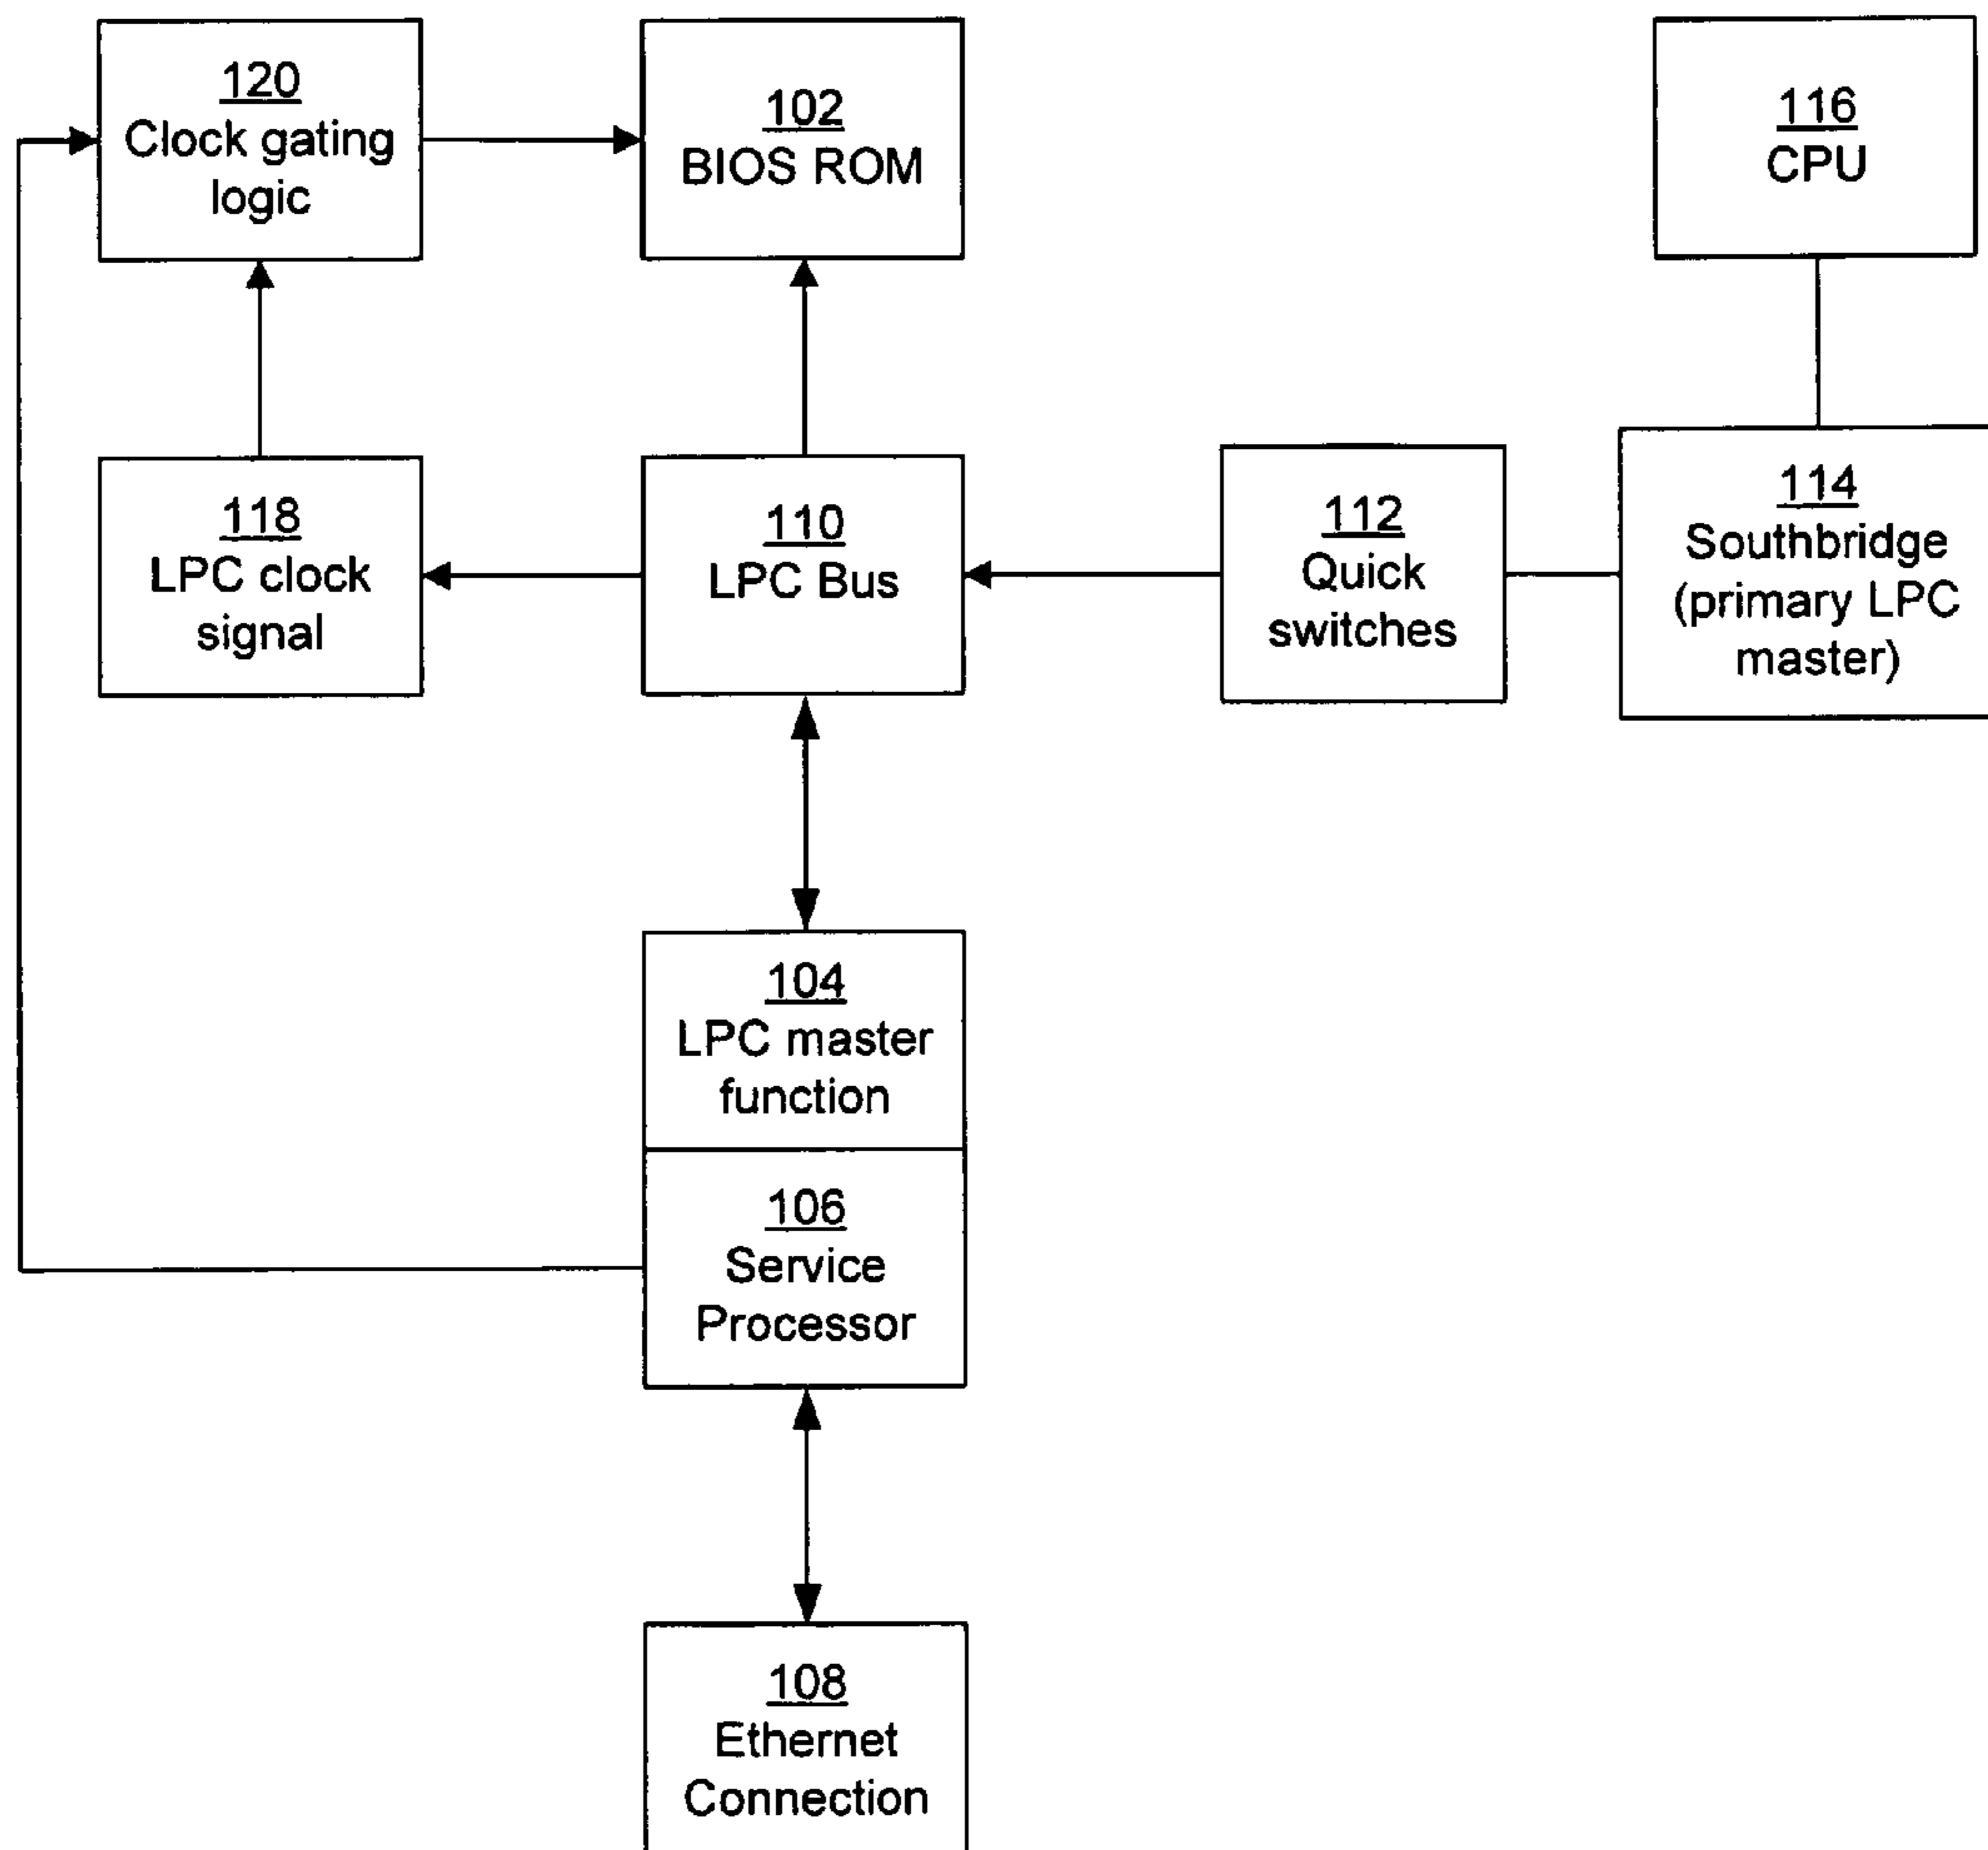 120
Clock gating
logic
102
BIOS ROM
116
CPU
118
LPC clock
signal
110
LPC Bus
112
Quick
switches
114
Southbridge
(primary LPC
master)
104
LPC master
function
106
Service
Processor
108
Ethernet
Connection